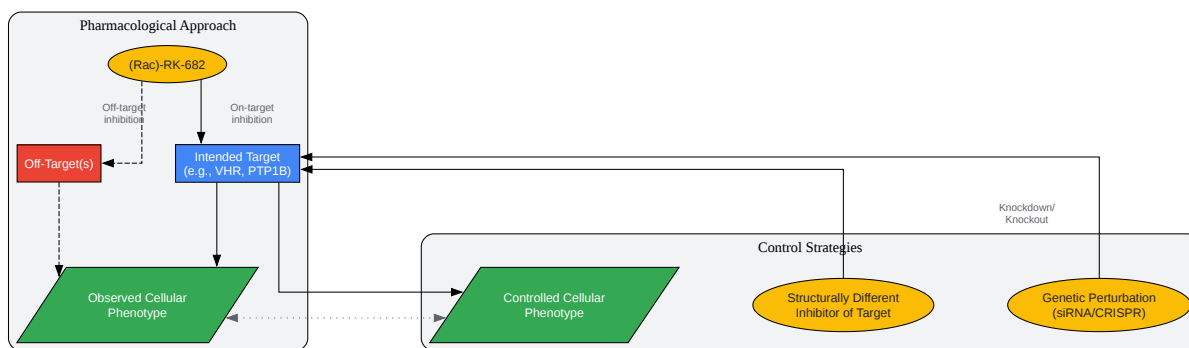 Pharmacological Approach
(Rac)-RK-682
Off-target
inhibition
On-target
inhibition
Off-Target(s)
Intended Target
(e.g., VHR, PTP1B)
Knockdown/
Knockout
Control Strategies
Observed Cellular
Phenotype
Controlled Cellular
Phenotype
Structurally Different
Inhibitor of Target
Genetic Perturbation
(siRNA/CRISPR)